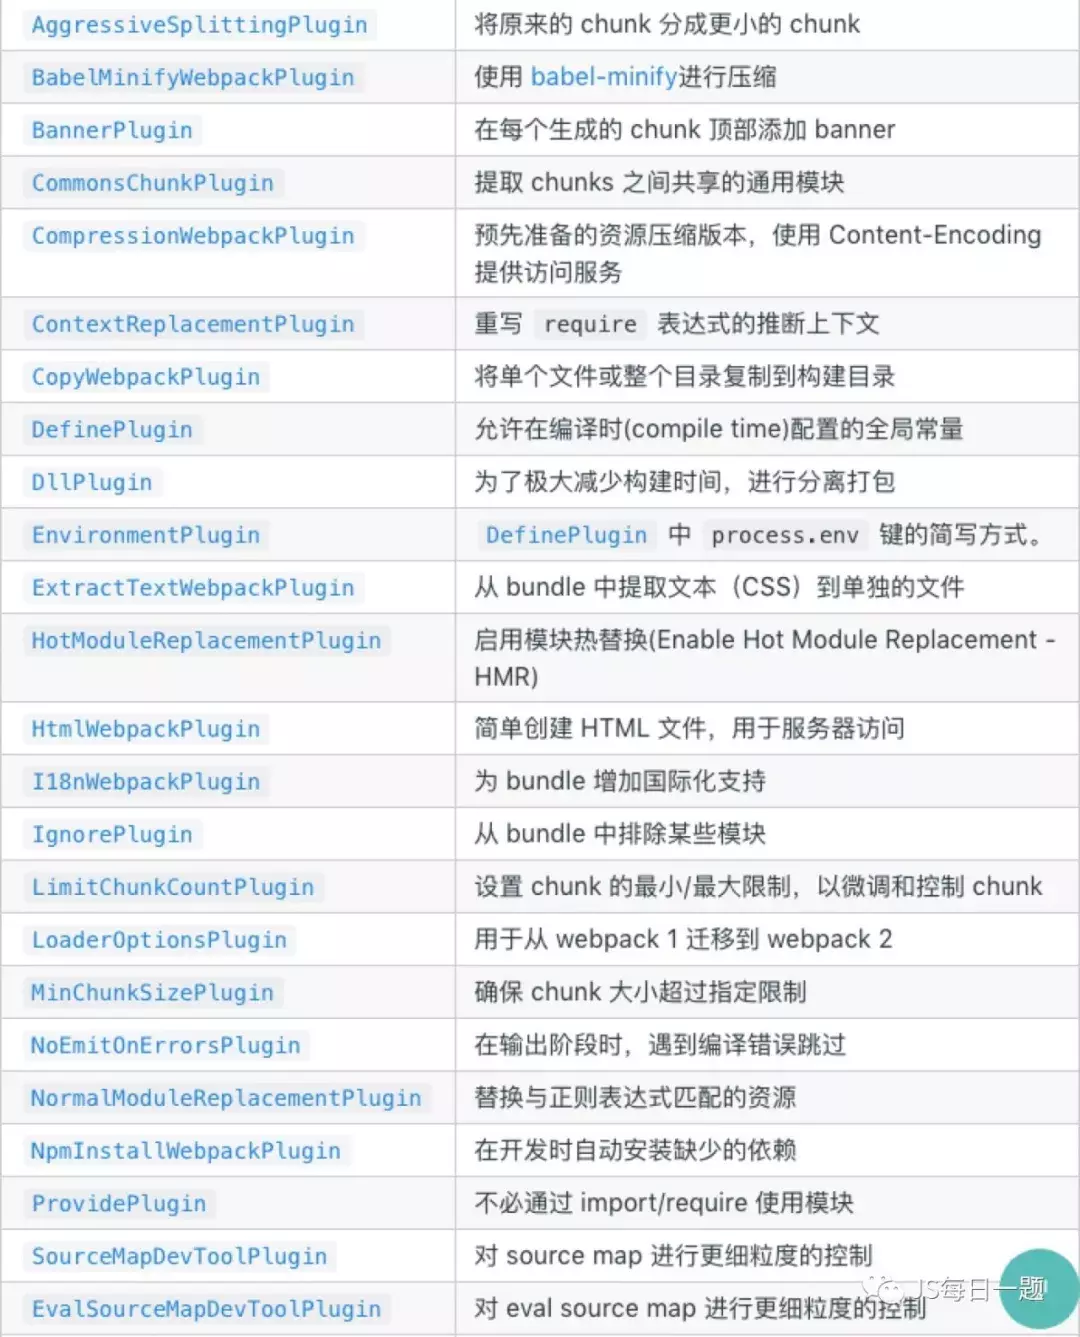 AggressiveSplittingPlugin 将原来的 chunk 分成更小的 chunk
BabelMinifyWebpackPlugin 使用 babel-minify进行压缩
BannerPlugin 在每个生成的 chunk 顶部添加 banner
CommonsChunkPlugin 提取 chunks 之间共享的通用模块
CompressionWebpackPlugin 预先准备的资源压缩版本，使用 Content-Encoding
提供访问服务
ContextReplacementPlugin 重写 require 表达式的推断上下文
CopyWebpackPlugin 将单个文件或整个目录复制到构建目录
DefinePlugin 允许在编译时(compile time)配置的全局常量
DllPlugin 为了极大减少构建时间，进行分离打包
EnvironmentPlugin DefinePlugin 中 process.env 键的简写方式。
ExtractTextWebpackPlugin 从 bundle 中提取文本（CSS）到单独的文件
HotModuleReplacementPlugin 启用模块热替换(Enable Hot Module Replacement -
HMR)
HtmlWebpackPlugin 简单创建 HTML 文件，用于服务器访问
I18nWebpackPlugin 为 bundle 增加国际化支持
IgnorePlugin 从 bundle 中排除某些模块
LimitChunkCountPlugin 设置 chunk 的最小/最大限制，以微调和控制 chunk
LoaderOptionsPlugin 用于从 webpack 1 迁移到 webpack 2
MinChunkSizePlugin 确保 chunk 大小超过指定限制
NoEmitOnErrorsPlugin 在输出阶段时，遇到编译错误跳过
NormalModuleReplacementPlugin 替换与正则表达式匹配的资源
NpmInstallWebpackPlugin 在开发时自动安装缺少的依赖
ProvidePlugin 不必通过 import/require 使用模块
SourceMapDevToolPlugin 对 source map 进行更细粒度的控制
EvalSourceMapDevToolPlugin 对 eval source map 进行更细粒度的控制
JS每日一题